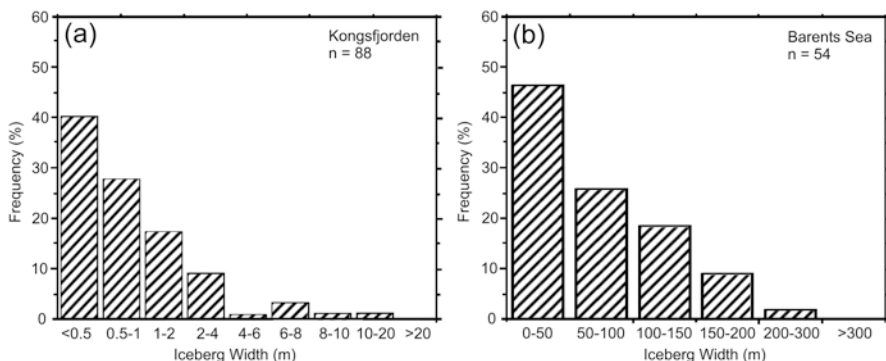 (a)
Kongsfjorden
n = 88
Frequency (%)
60
50
40
30
20
10
0
<0.5 0.5-1 1-2 2-4 4-6 6-8 8-10 10-20 >20
Iceberg Width (m)
(b)
Barents Sea
n = 54
Frequency (%)
60
50
40
30
20
10
0
0-50 50-100 100-150 150-200 200-300 >300
Iceberg Width (m)